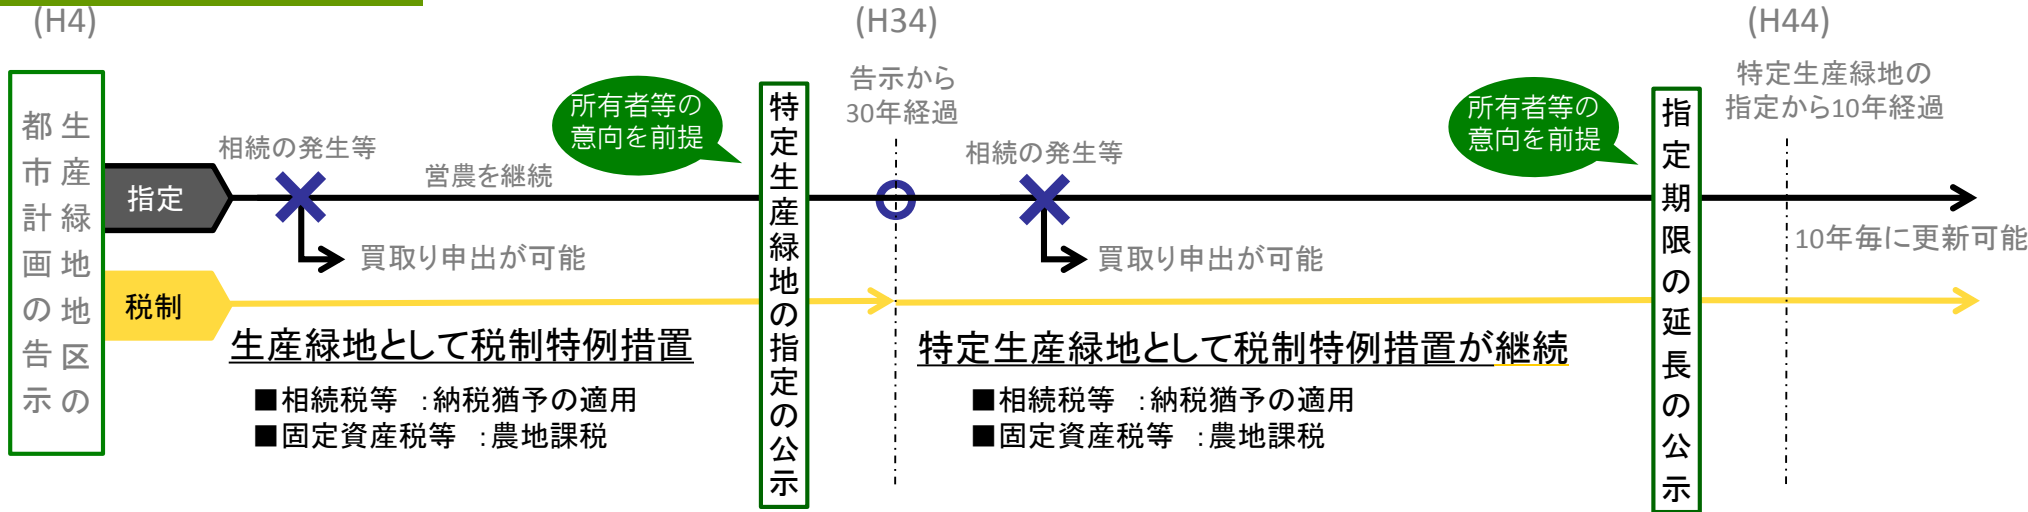 (H4)
(H34)
(H44)
生産緑地地区の
都市計画の告示
指定
税制
相続の発生等
営農を継続
買取り申出が可能
所有者等の
意向を前提
特定生産緑地の指定の公示
告示から
30年経過
相続の発生等
買取り申出が可能
所有者等の
意向を前提
指定期限の延長の公示
特定生産緑地の
指定から10年経過
10年毎に更新可能
生産緑地として税制特例措置
■相続税等 :納税猶予の適用
■固定資産税等 :農地課税
特定生産緑地として税制特例措置が継続
■相続税等 :納税猶予の適用
■固定資産税等 :農地課税